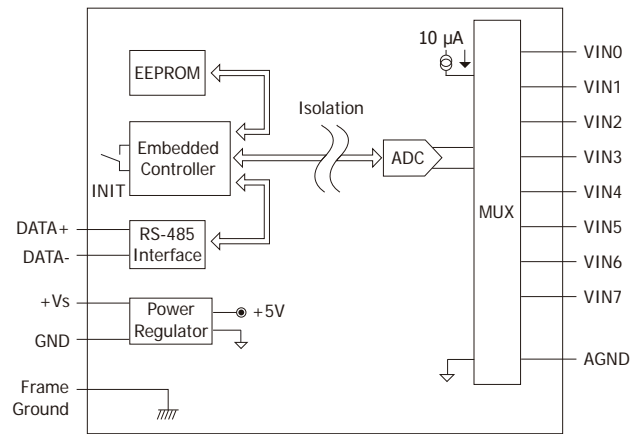 10 µA
VIN0
EEPROM
VIN1
Isolation
VIN2
Embedded
Controller
ADC
VIN3
INIT
VIN4
MUX
DATA+
RS-485
Interface
VIN5
DATA-
VIN6
+Vs
Power
Regulator
+5V
VIN7
GND
AGND
Frame
Ground